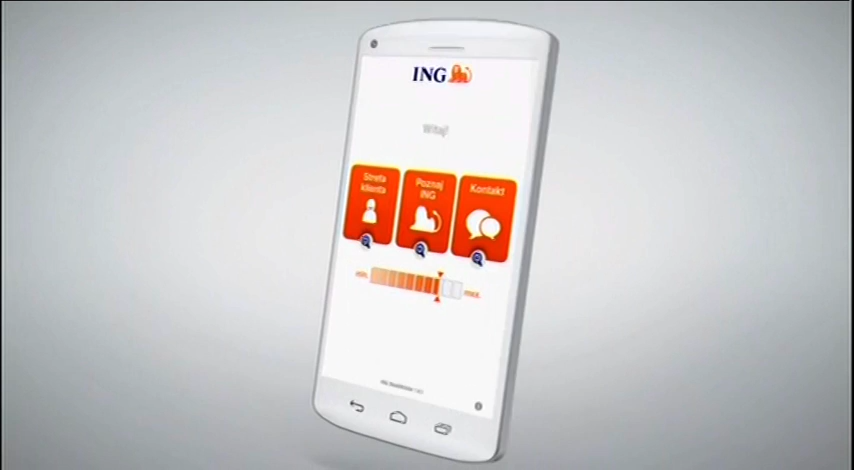 ING
Witaj!
Strefa
klienta
Poznaj
ING
Kontakt
min.
max.